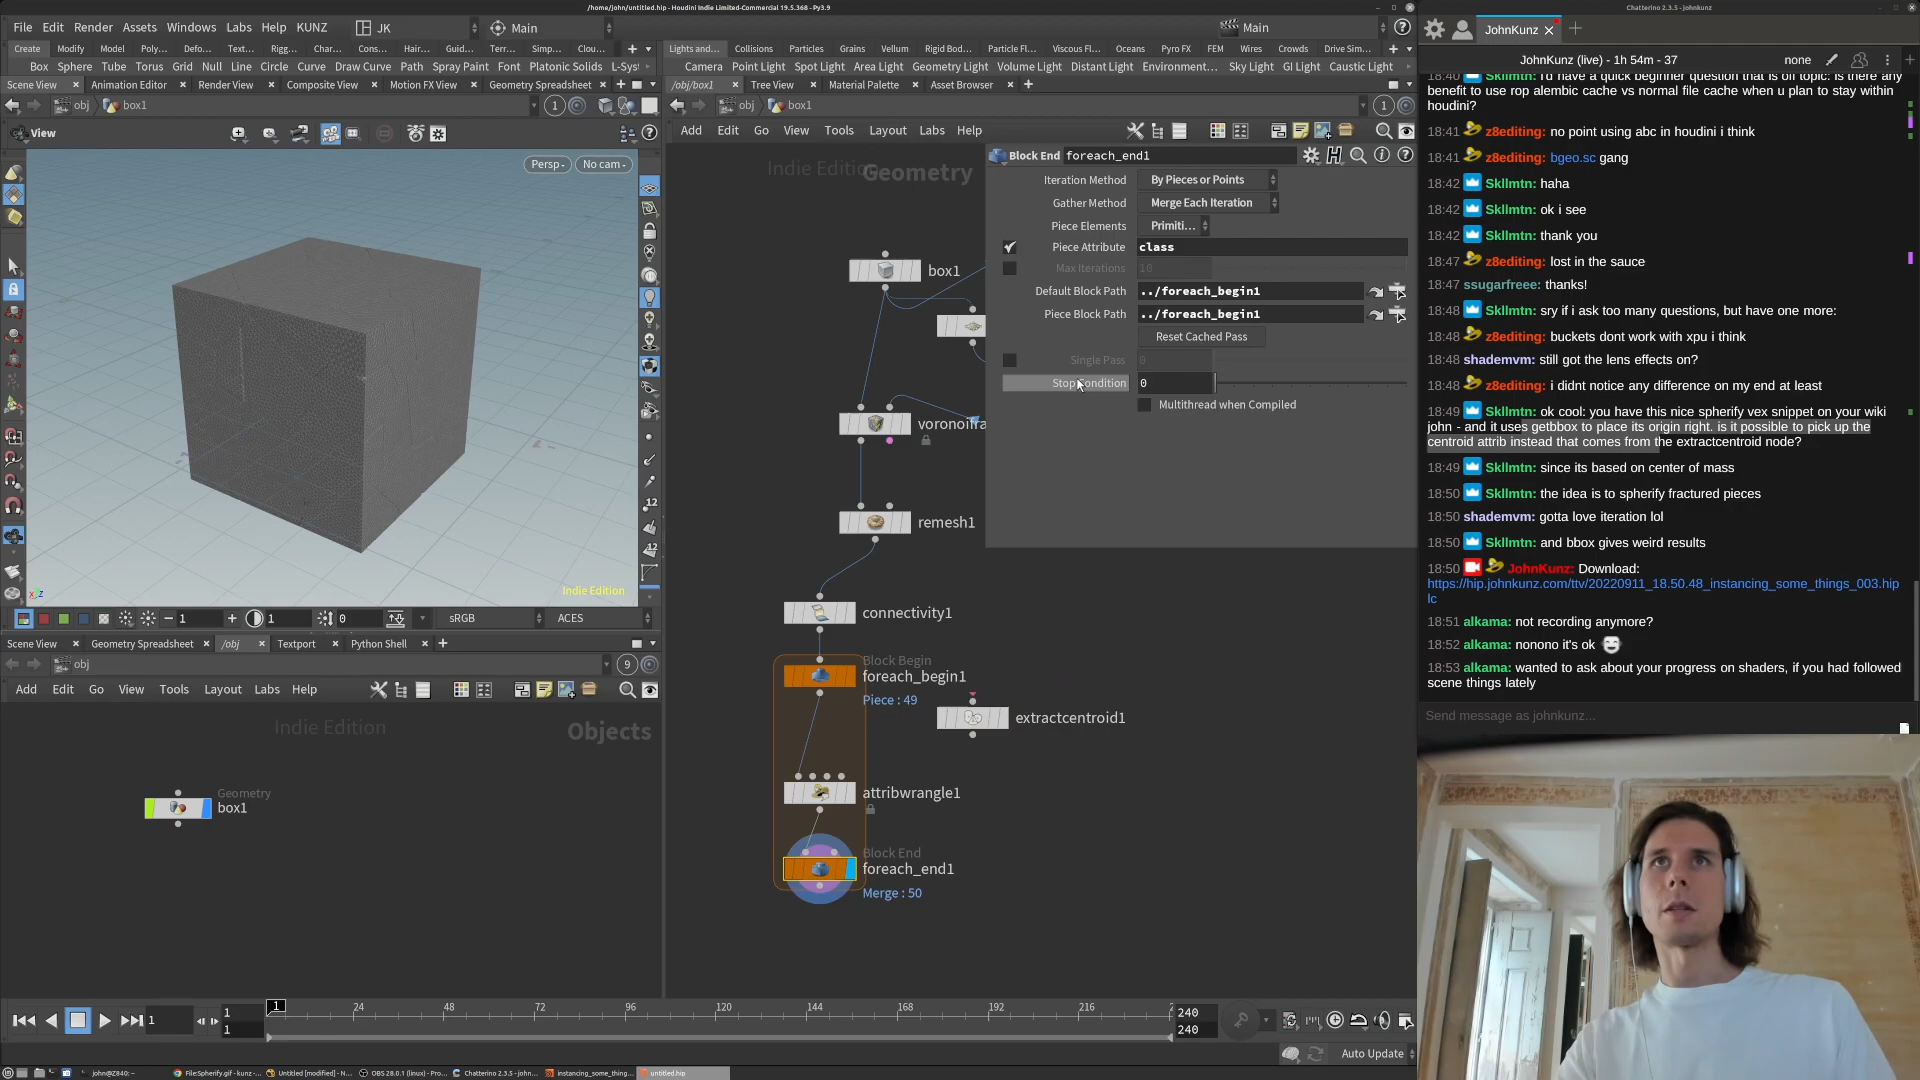 /home/john/untitled.hip - Houdini Indie Limited-Commercial 19.5.368 - Py3.9
File Edit Render Assets Windows Labs Help KUNZ JK Main Main
Create Modify Model Poly... Defo... Text... Rigg... Char... Cons... Hair... Guid... Terr... Simp... Clou...
Box Sphere Tube Torus Grid Null Line Circle Curve Draw Curve Path Spray Paint Font Platonic Solids L-Syst
Lights and... Collisions Particles Grains Vellum Rigid Bod... Particle Fl... Viscous Fl... Oceans Pyro FX FEM Wires Crowds Drive Sim...
Camera Point Light Spot Light Area Light Geometry Light Volume Light Distant Light Environment... Sky Light GI Light Caustic Light
Scene View Animation Editor Render View Composite View Motion FX View Geometry Spreadsheet
obj box1 1
View
Persp No cam
Indie Edition
1 1 0 sRGB ACES
Scene View Geometry Spreadsheet /obj Textport Python Shell
obj 9
Add Edit Go View Tools Layout Labs Help
Indie Edition Objects
Geometry
box1
/obj/box1 Tree View Material Palette Asset Browser
obj box1 1
Add Edit Go View Tools Layout Labs Help
Indie Edition Geometry
Block End foreach_end1
Iteration Method By Pieces or Points
Gather Method Merge Each Iteration
Piece Elements Primiti...
Piece Attribute class
Max Iterations 10
Default Block Path ../foreach_begin1
Piece Block Path ../foreach_begin1
Reset Cached Pass
Single Pass 0
Stop Condition 0
Multithread when Compiled
box1
voronoifra
remesh1
connectivity1
Block Begin
foreach_begin1
Piece : 49
extractcentroid1
attribwrangle1
Block End
foreach_end1
Merge : 50
1 1 1 1 24 48 72 96 120 144 168 192 216 240 240
Auto Update
john@Z840: ~ File:Spherify.gif - kunz -... Untitled [modified] - N... OBS 28.0.1 (linux) - Pro... Chatterino 2.3.5 - john... instancing_some_thing... untitled.hip
Chatterino 2.3.5 - johnkunz
JohnKunz
JohnKunz (live) - 1h 54m - 37 none
18:40 Skllmtn: i'd have a quick beginner question that is off topic: is there any
benefit to use rop alembic cache vs normal file cache when u plan to stay within
houdini?
18:41 z8editing: no point using abc in houdini i think
18:41 z8editing: bgeo.sc gang
18:42 Skllmtn: haha
18:42 Skllmtn: ok i see
18:42 Skllmtn: thank you
18:47 z8editing: lost in the sauce
18:47 ssugarfreee: thanks!
18:48 Skllmtn: sry if i ask too many questions, but have one more:
18:48 z8editing: buckets dont work with xpu i think
18:48 shademvm: still got the lens effects on?
18:48 z8editing: i didnt notice any difference on my end at least
18:49 Skllmtn: ok cool: you have this nice spherify vex snippet on your wiki
john - and it uses getbbox to place its origin right. is it possible to pick up the
centroid attrib instead that comes from the extractcentroid node?
18:49 Skllmtn: since its based on center of mass
18:50 Skllmtn: the idea is to spherify fractured pieces
18:50 shademvm: gotta love iteration lol
18:50 Skllmtn: and bbox gives weird results
18:50 JohnKunz: Download:
https://hip.johnkunz.com/ttv/20220911_18.50.48_instancing_some_things_003.hip
lc
18:51 alkama: not recording anymore?
18:52 alkama: nonono it's ok
18:53 alkama: wanted to ask about your progress on shaders, if you had followed
scene things lately
Send message as johnkunz...